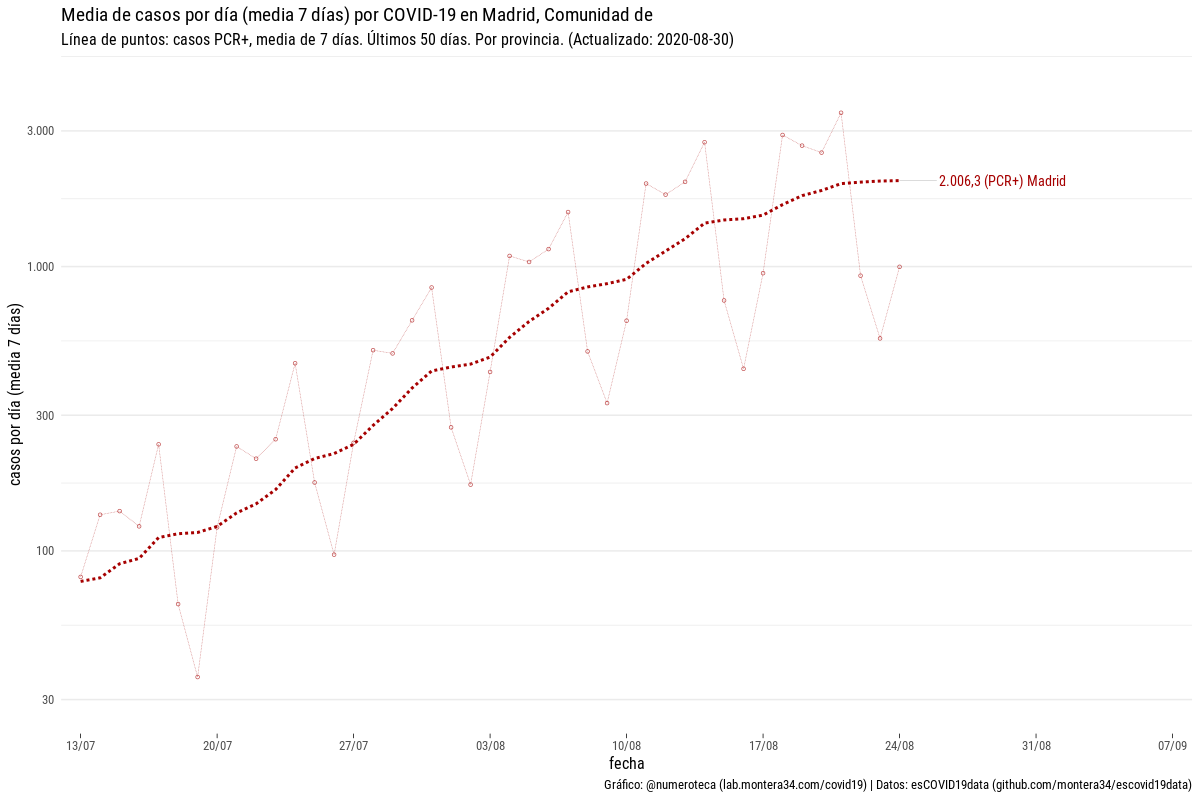 Media de casos por día (media 7 días) por COVID-19 en Madrid, Comunidad de
Línea de puntos: casos PCR+, media de 7 días. Últimos 50 días. Por provincia. (Actualizado: 2020-08-30)
casos por día (media 7 días)
3.000
1.000
300
100
30
2.006,3 (PCR+) Madrid
13/07 20/07 27/07 03/08 10/08 17/08 24/08 31/08 07/09
fecha
Gráfico: @numeroteca (lab.montera34.com/covid19) | Datos: esCOVID19data (github.com/montera34/escovid19data)